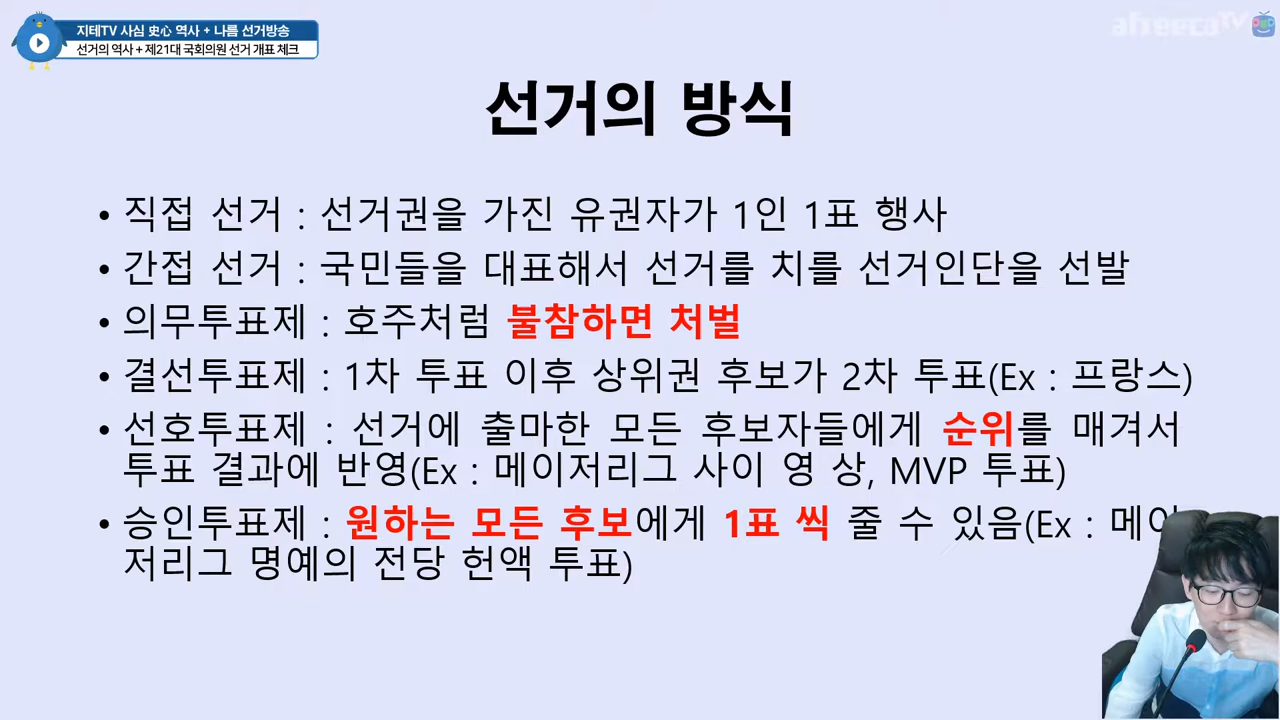 지테TV 사심 史心 역사 + 나름 선거방송
선거의 역사 + 제21대 국회의원 선거 개표 체크
afreecaTV
선거의 방식
• 직접 선거 : 선거권을 가진 유권자가 1인 1표 행사
• 간접 선거 : 국민들을 대표해서 선거를 치를 선거인단을 선발
• 의무투표제 : 호주처럼 불참하면 처벌
• 결선투표제 : 1차 투표 이후 상위권 후보가 2차 투표(Ex : 프랑스)
• 선호투표제 : 선거에 출마한 모든 후보자들에게 순위를 매겨서
투표 결과에 반영(Ex : 메이저리그 사이 영 상, MVP 투표)
• 승인투표제 : 원하는 모든 후보에게 1표 씩 줄 수 있음(Ex : 메이
저리그 명예의 전당 헌액 투표)